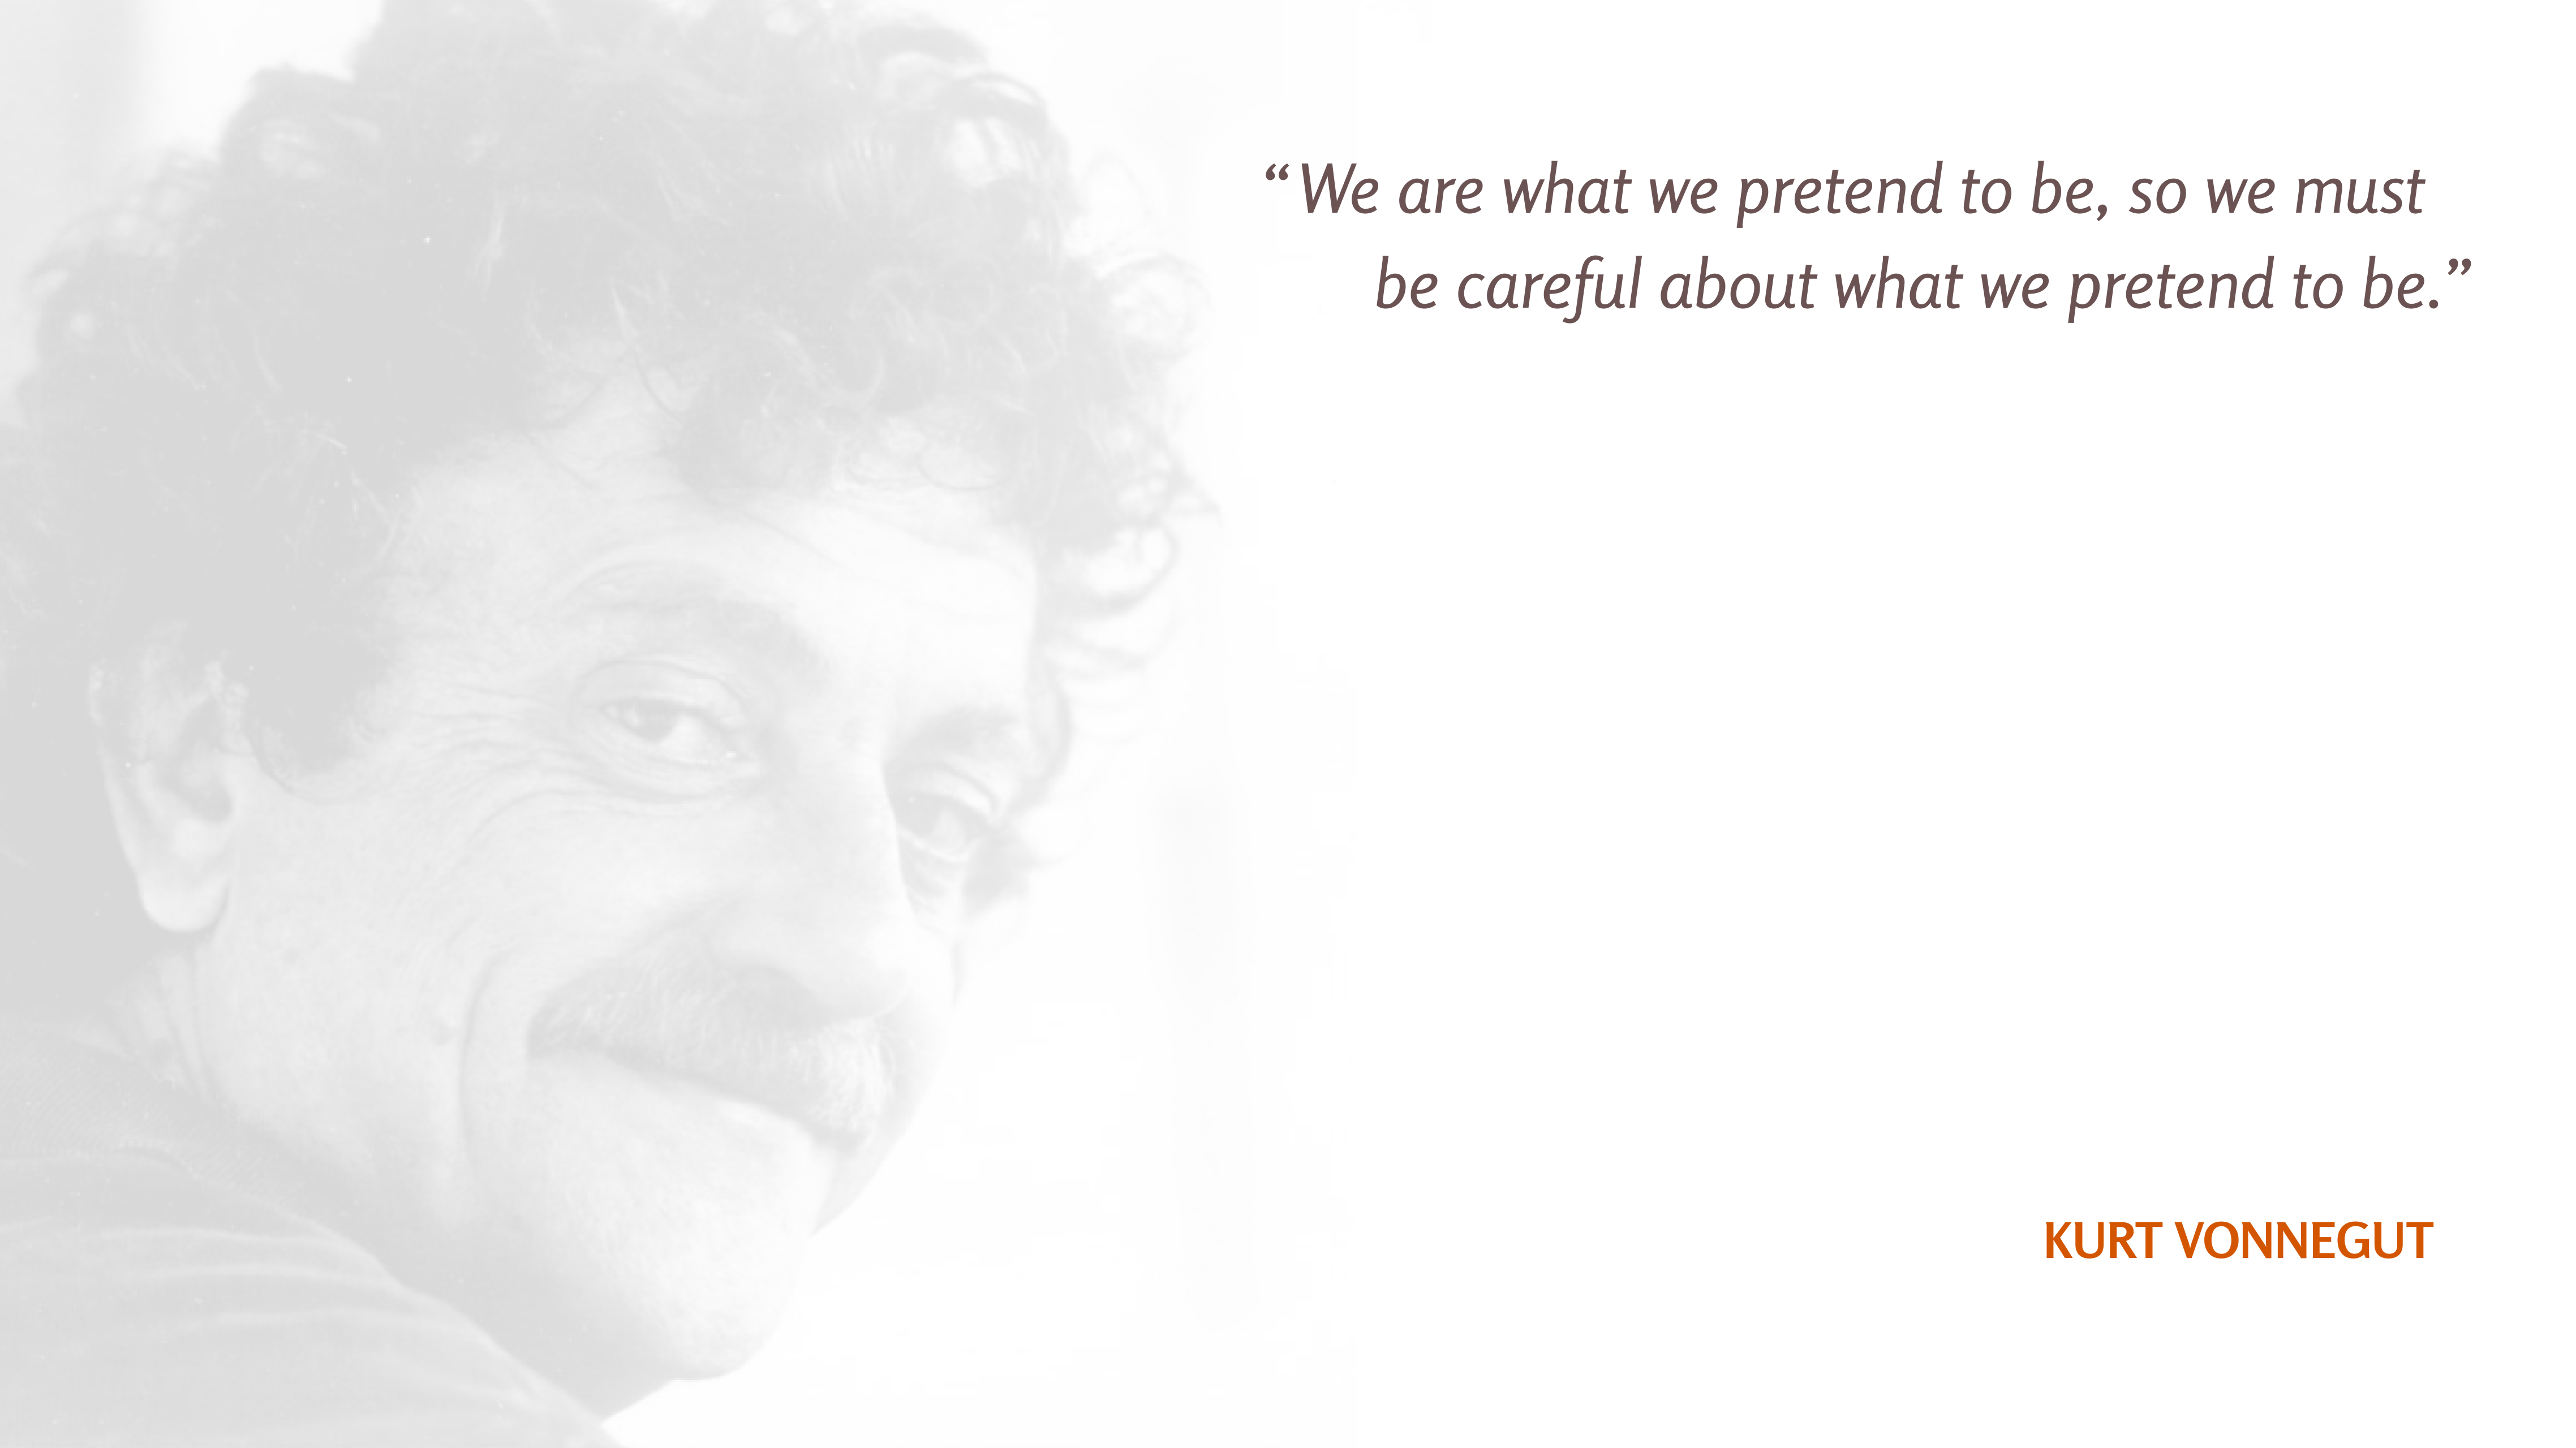 “We are what we pretend to be, so we must
be careful about what we pretend to be.”
KURT VONNEGUT